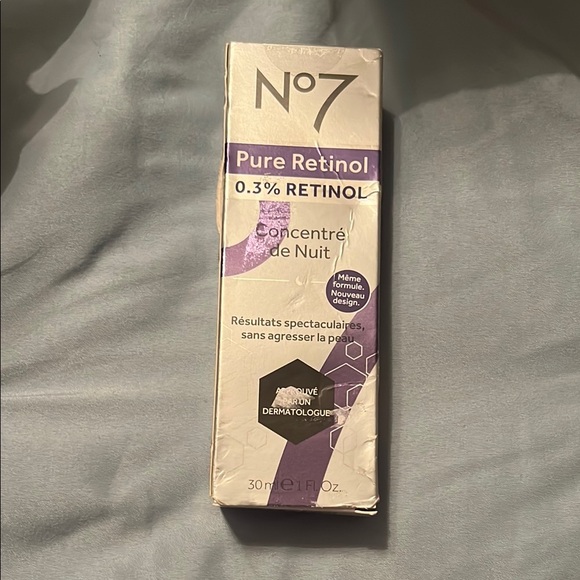 No7
Pure Retinol
0.3% RETINOL
Concentré
de Nuit
Même
formule.
Nouveau
design.
Résultats spectaculaires,
sans agresser la peau
DERMATOLOGUE
30 ml e 1 Fl. Oz.